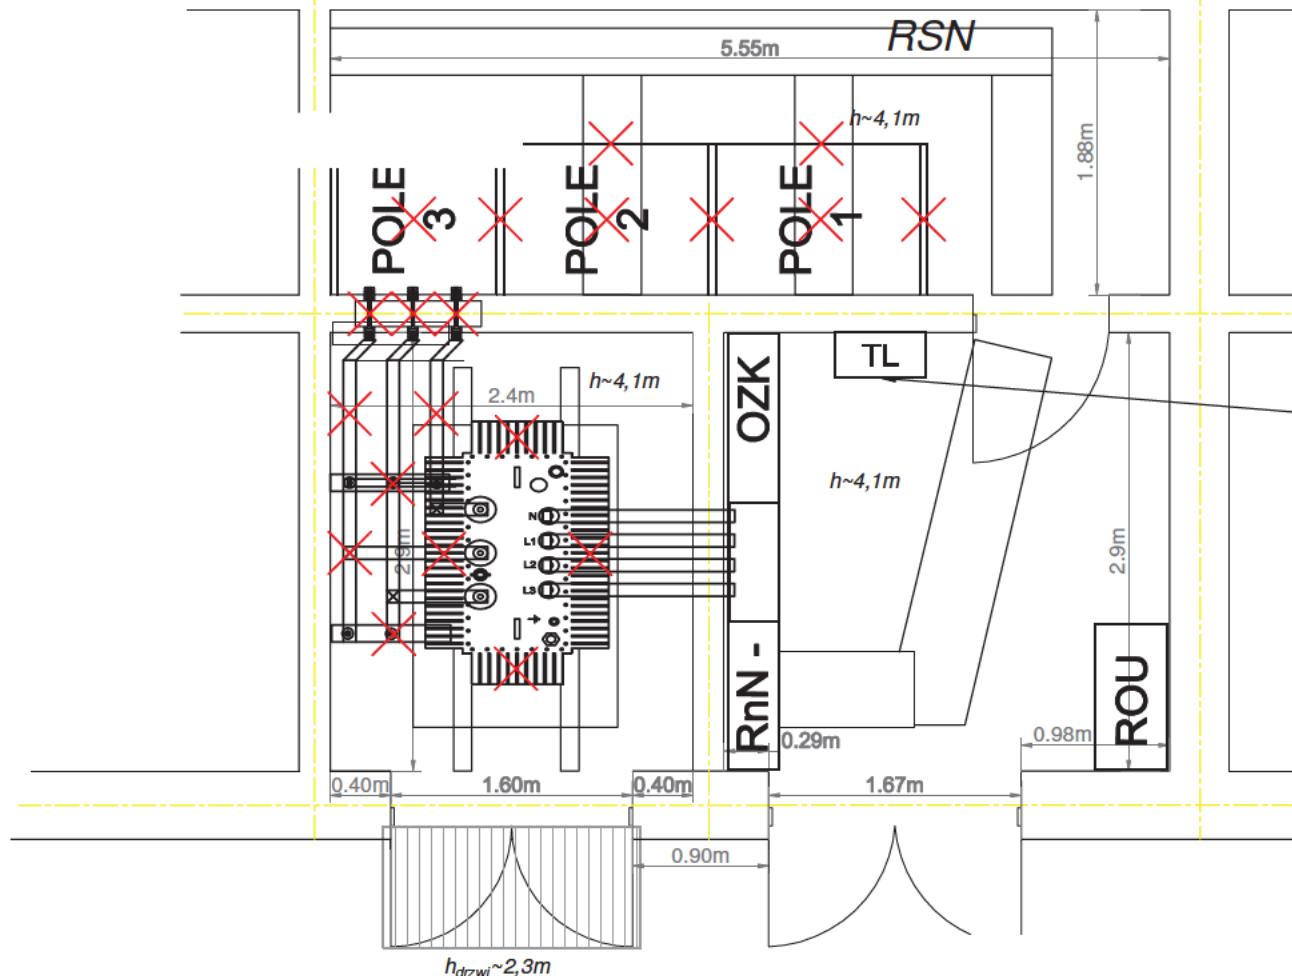 RSN
5.55m
h~4,1m
1.88m
POLE
3
POLE
2
POLE
1
TL
OZK
h~4,1m
2.4m
h~4,1m
N
L1
L2
L3
2.9m
2.9m
RnN -
ROU
0.29m
0.98m
0.40m
1.60m
0.40m
1.67m
0.90m
hdrzwi~2,3m